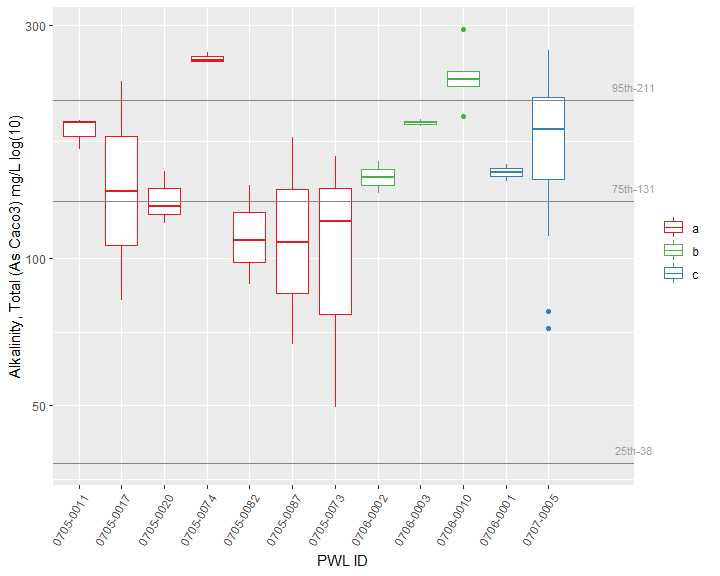 300
100
50
Alkalinity, Total (As Caco3) mg/L log(10)
95th-211
75th-131
25th-38
0705-0011
0705-0017
0705-0020
0705-0074
0705-0082
0705-0087
0705-0073
0706-0002
0706-0003
0706-0010
0706-0001
0707-0005
PWL ID
a
b
c